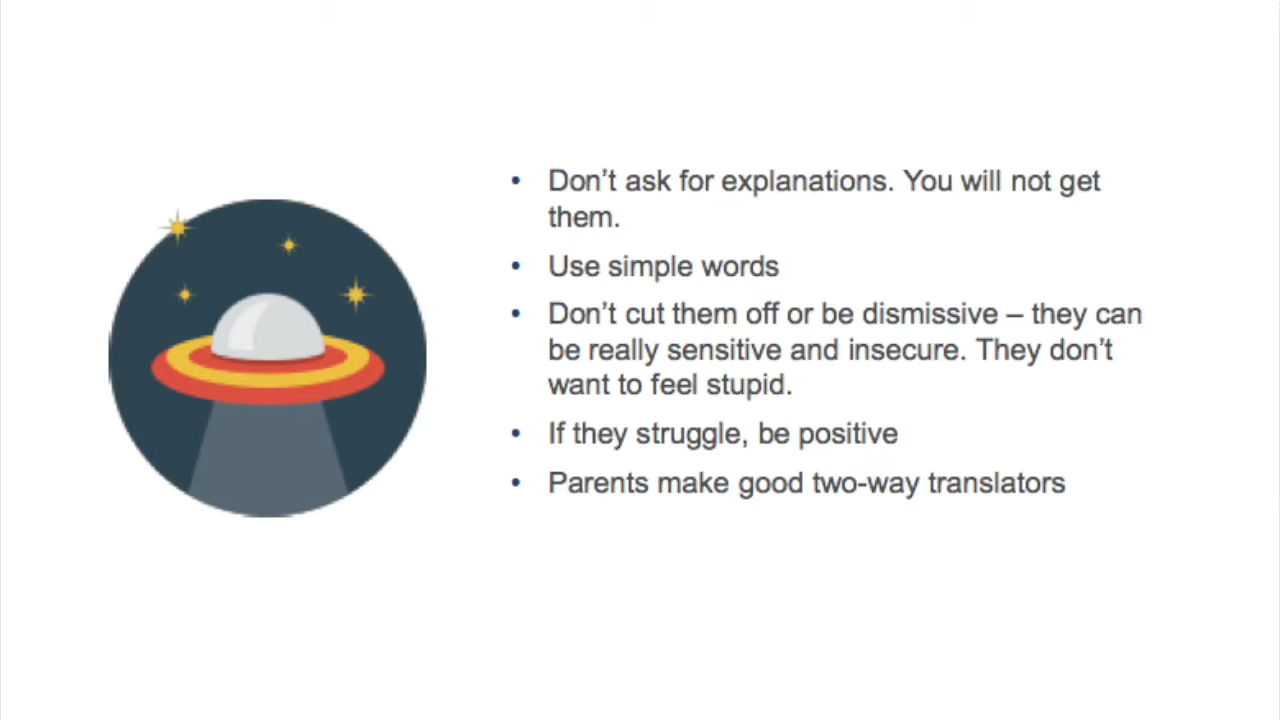 • Don’t ask for explanations. You will not get
them.
• Use simple words
• Don’t cut them off or be dismissive – they can
be really sensitive and insecure. They don’t
want to feel stupid.
• If they struggle, be positive
• Parents make good two-way translators